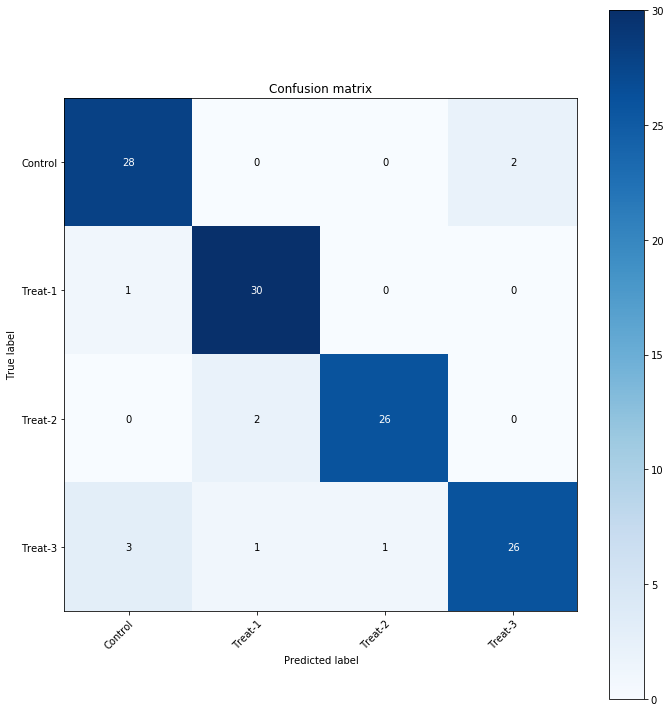 Confusion matrix
True label
Control 28 0 0 2
Treat-1 1 30 0 0
Treat-2 0 2 26 0
Treat-3 3 1 1 26
Control Treat-1 Treat-2 Treat-3
Predicted label
30
25
20
15
10
5
0